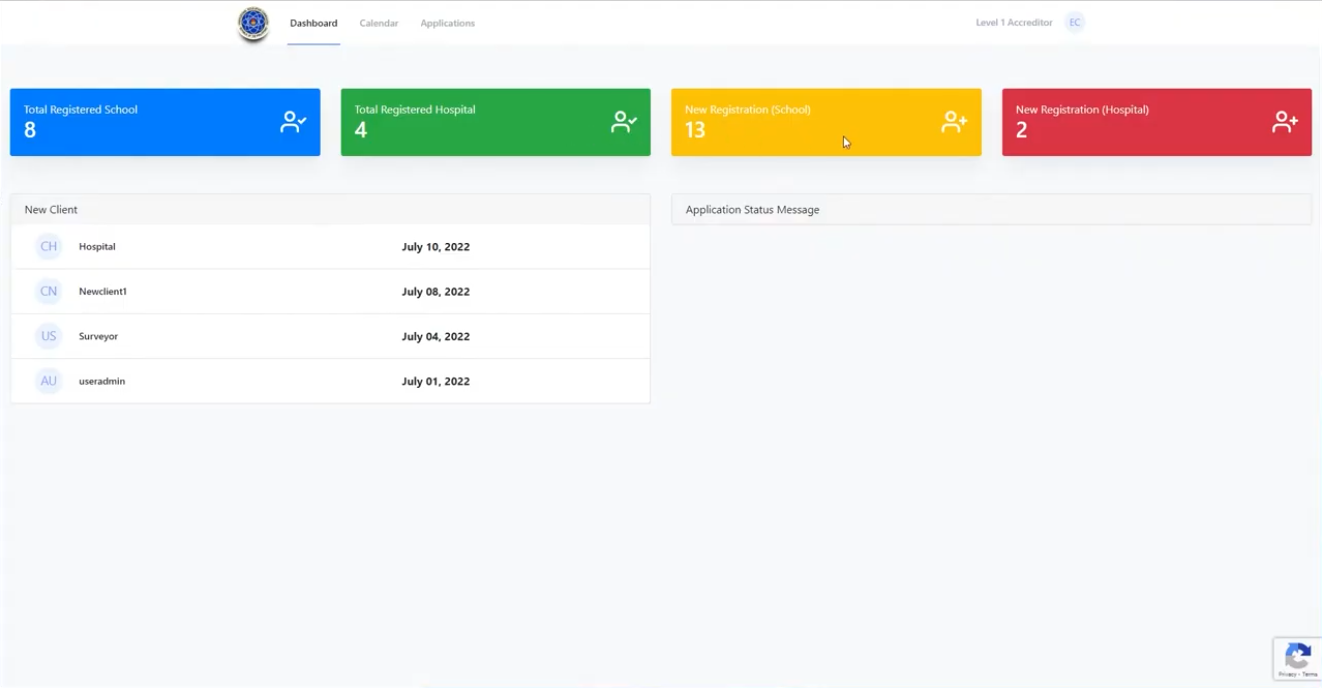 Dashboard Calendar Applications Level 1 Accreditor EC
Total Registered School
8
Total Registered Hospital
4
New Registration (School)
13
New Registration (Hospital)
2
New Client
CH Hospital July 10, 2022
CN Newclient1 July 08, 2022
US Surveyor July 04, 2022
AU useradmin July 01, 2022
Application Status Message
Privacy - Terms